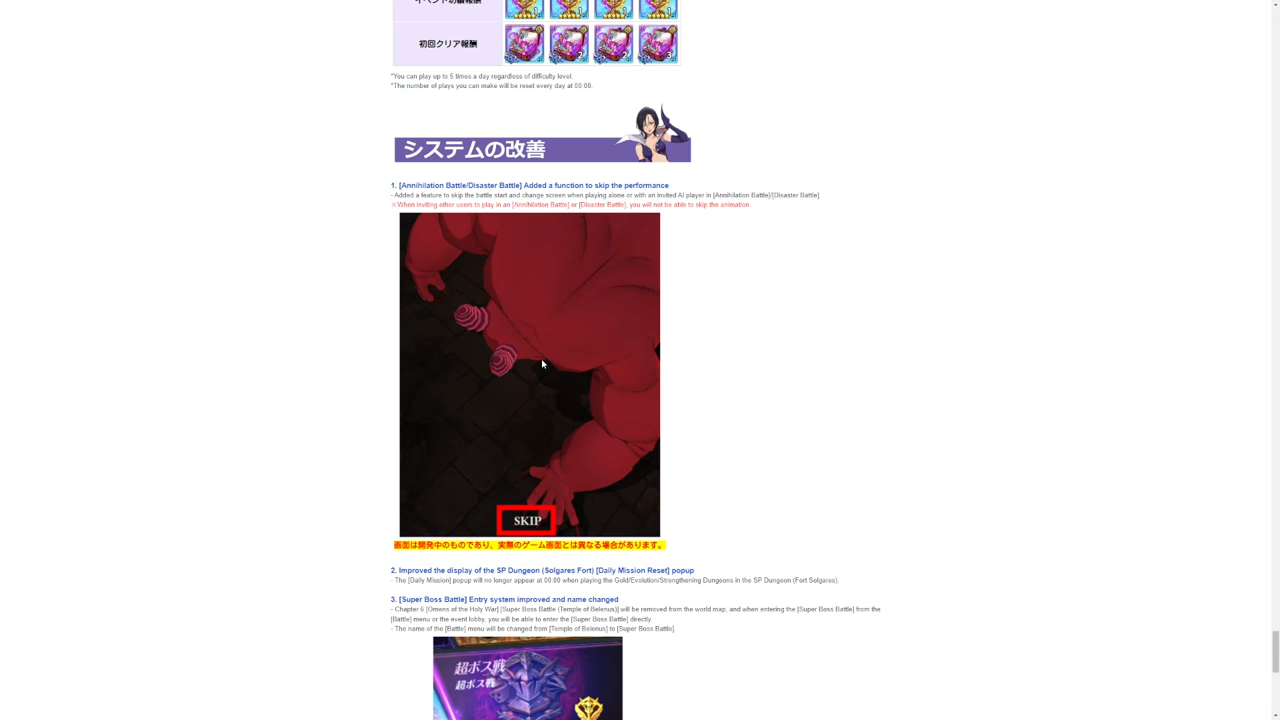 初回クリア報酬
*You can play up to 5 times a day regardless of difficulty level.
*The number of plays you can make will be reset every day at 00:00.
システムの改善
1. [Annihilation Battle/Disaster Battle] Added a function to skip the performance
- Added a feature to skip the battle start and change screen when playing alone or with an invited AI player in [Annihilation Battle]/[Disaster Battle].
※When inviting other users to play in an [Annihilation Battle] or [Disaster Battle], you will not be able to skip the animation.
SKIP
画面は開発中のものであり、実際のゲーム画面とは異なる場合があります。
2. Improved the display of the SP Dungeon (Solgares Fort) [Daily Mission Reset] popup
- The [Daily Mission] popup will no longer appear at 00:00 when playing the Gold/Evolution/Strengthening Dungeons in the SP Dungeon (Fort Solgares).
3. [Super Boss Battle] Entry system improved and name changed
- Chapter 6 [Omens of the Holy War] [Super Boss Battle (Temple of Belenus)] will be removed from the world map, and when entering the [Super Boss Battle] from the
[Battle] menu or the event lobby, you will be able to enter the [Super Boss Battle] directly.
- The name of the [Battle] menu will be changed from [Temple of Belenus] to [Super Boss Battle].
超ボス戦
超ボス戦